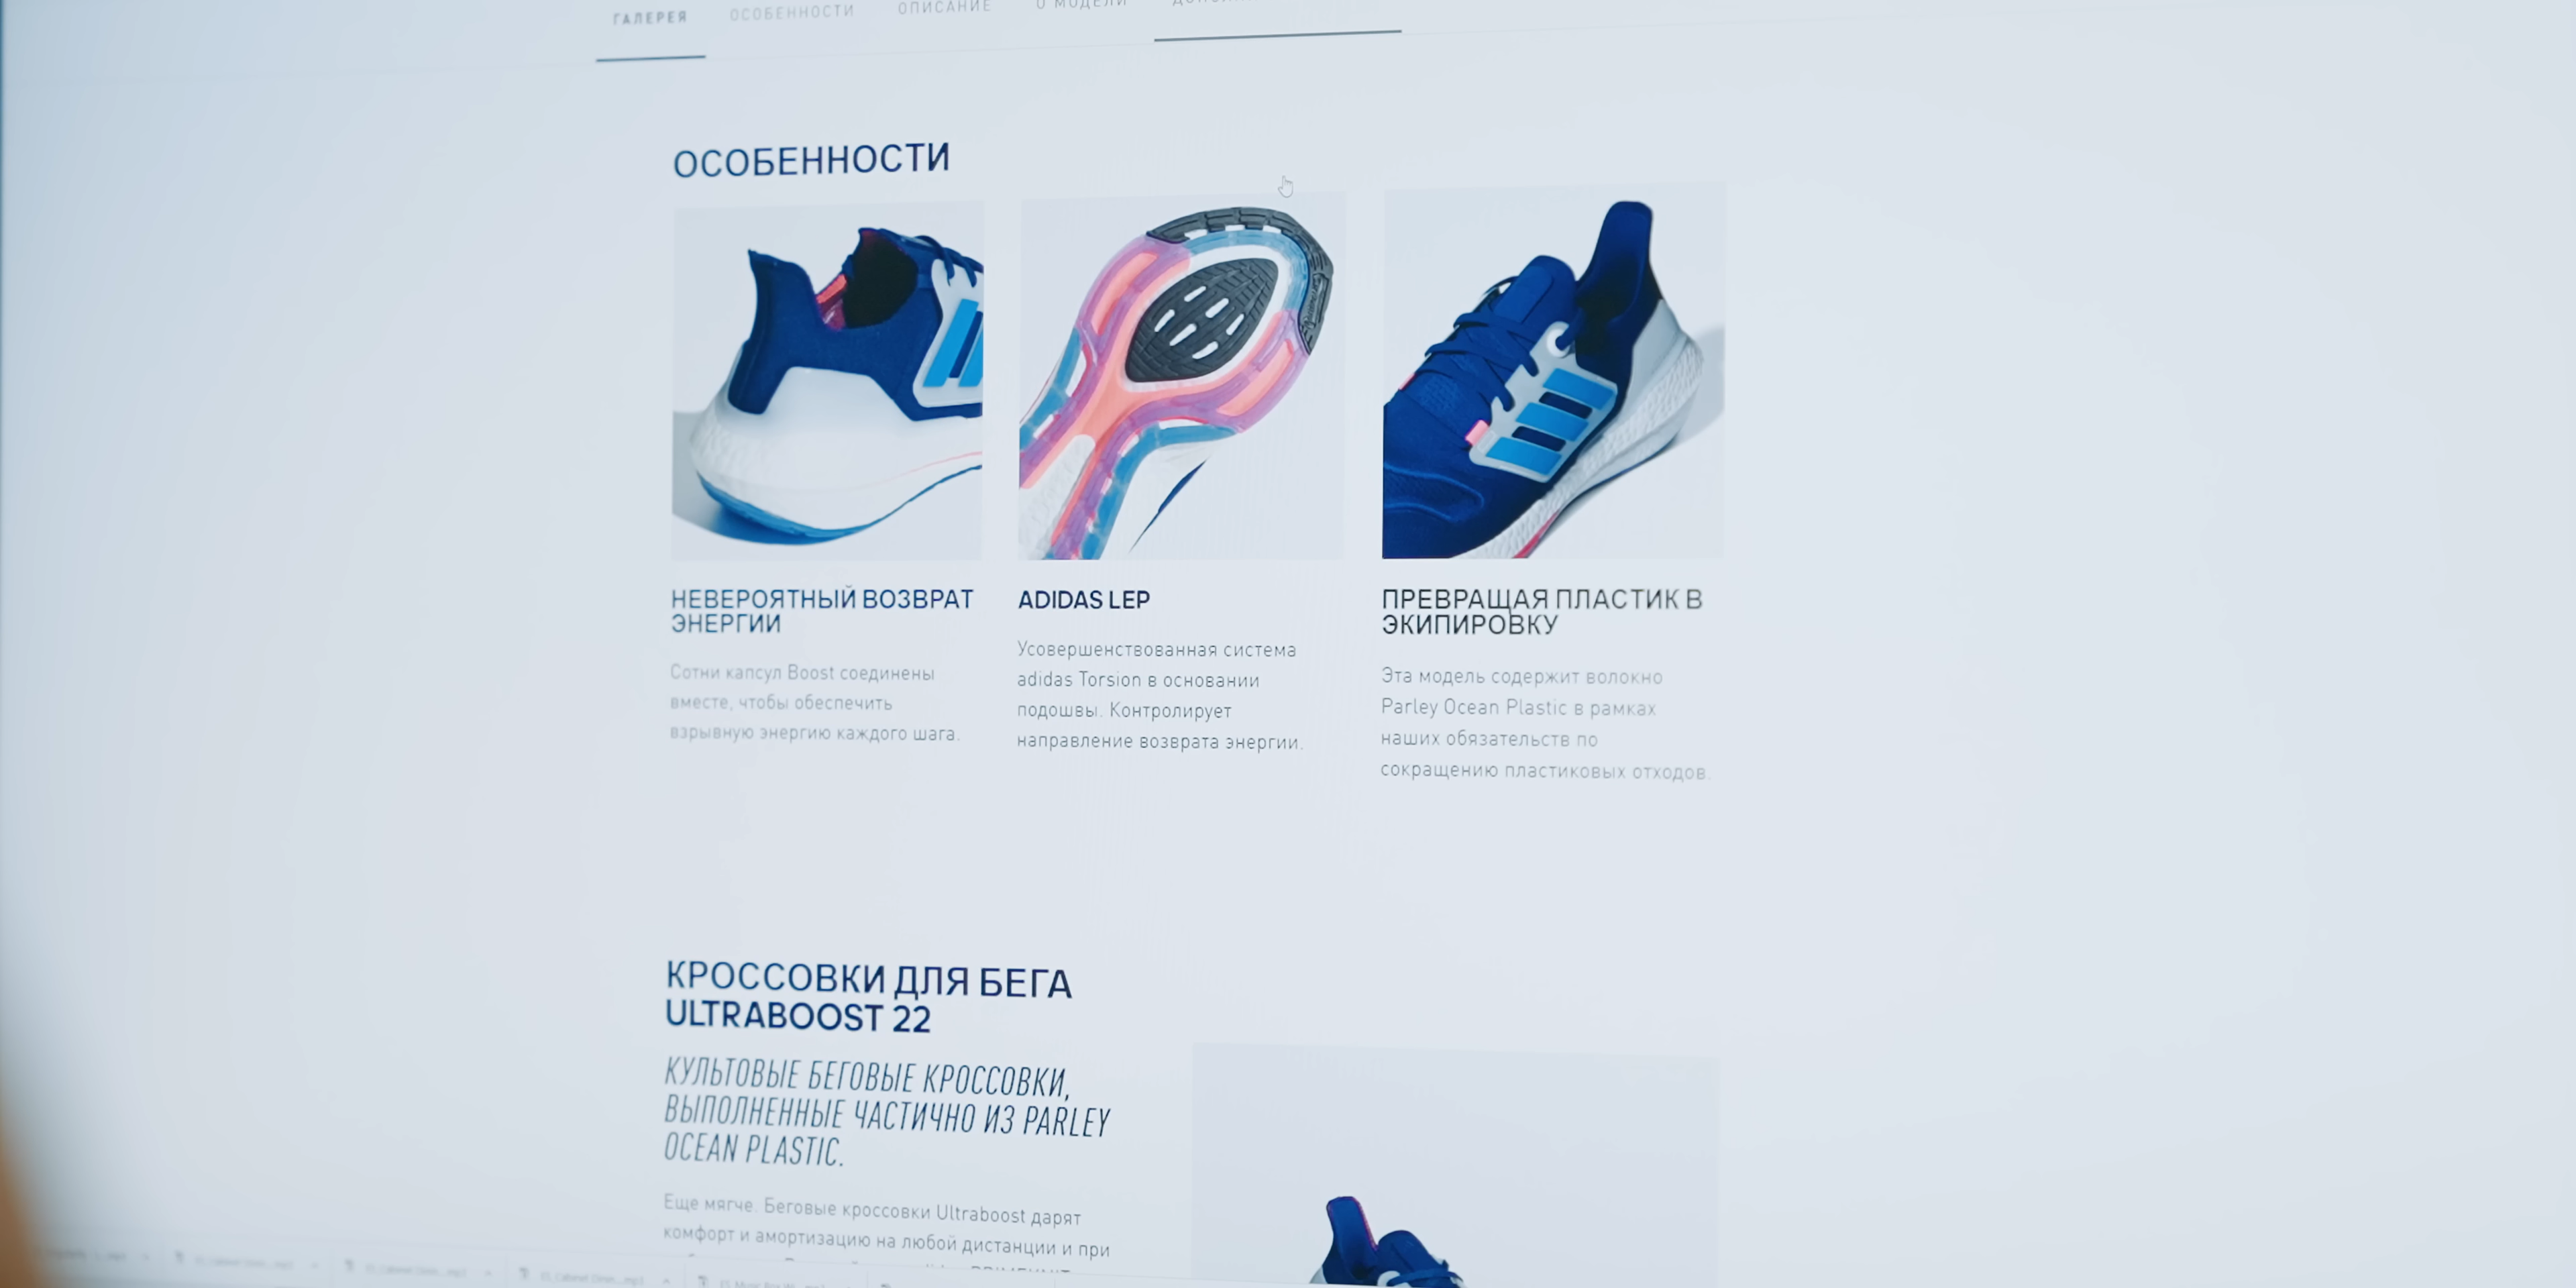 ГАЛЕРЕЯ ОСОБЕННОСТИ ОПИСАНИЕ О МОДЕЛИ
ОСОБЕННОСТИ
НЕВЕРОЯТНЫЙ ВОЗВРАТ
ЭНЕРГИИ
Сотни капсул Boost соединены
вместе, чтобы обеспечить
взрывную энергию каждого шага.
ADIDAS LEP
Усовершенствованная система
adidas Torsion в основании
подошвы. Контролирует
направление возврата энергии.
ПРЕВРАЩАЯ ПЛАСТИК В
ЭКИПИРОВКУ
Эта модель содержит волокно
Parley Ocean Plastic в рамках
наших обязательств по
сокращению пластиковых отходов.
КРОССОВКИ ДЛЯ БЕГА
ULTRABOOST 22
КУЛЬТОВЫЕ БЕГОВЫЕ КРОССОВКИ,
ВЫПОЛНЕННЫЕ ЧАСТИЧНО ИЗ PARLEY
OCEAN PLASTIC.
Еще мягче. Беговые кроссовки Ultraboost дарят
комфорт и амортизацию на любой дистанции и при